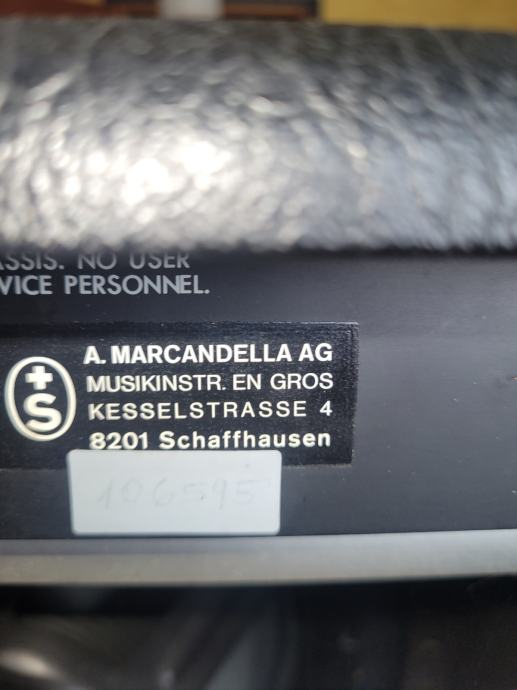 ASSIS. NO USER
VICE PERSONNEL.
A. MARCANDELLA AG
MUSIKINSTR. EN GROS
KESSELSTRASSE 4
+
S
8201 Schaffhausen
106595